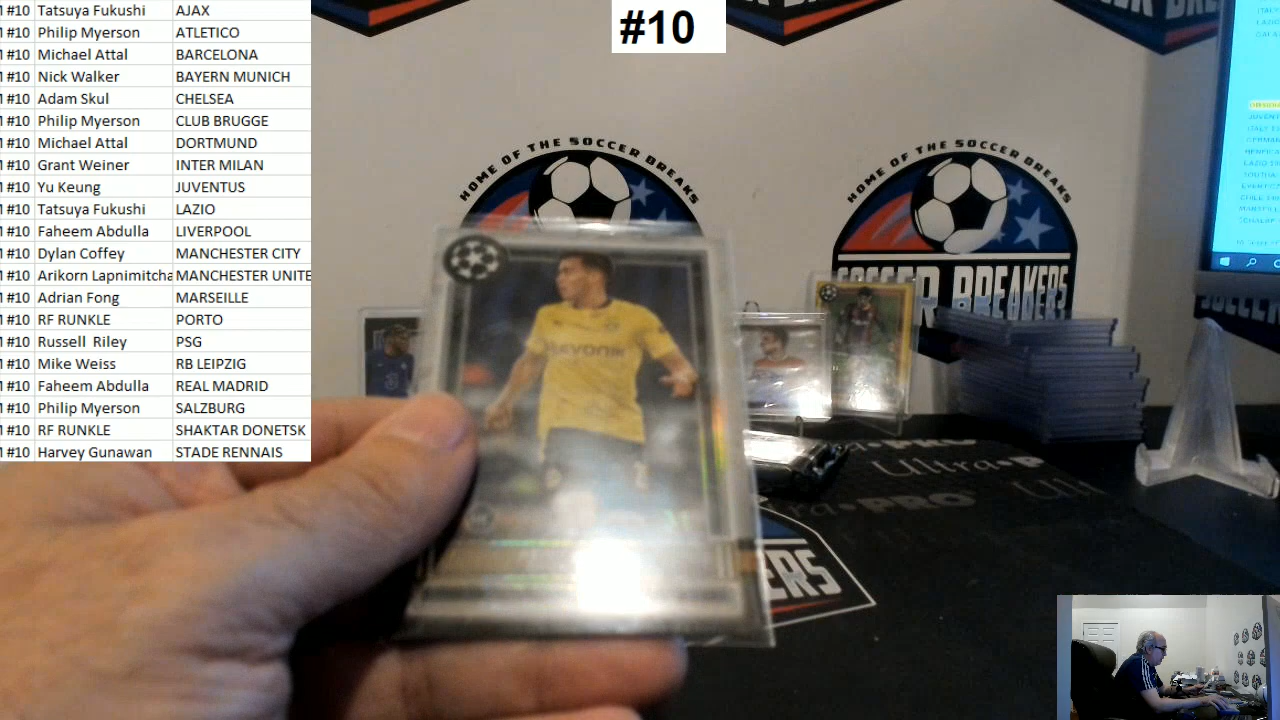 #10
#10 Tatsuya Fukushi AJAX
#10 Philip Myerson ATLETICO
#10 Michael Attal BARCELONA
#10 Nick Walker BAYERN MUNICH
#10 Adam Skul CHELSEA
#10 Philip Myerson CLUB BRUGGE
#10 Michael Attal DORTMUND
#10 Grant Weiner INTER MILAN
#10 Yu Keung JUVENTUS
#10 Tatsuya Fukushi LAZIO
#10 Faheem Abdulla LIVERPOOL
#10 Dylan Coffey MANCHESTER CITY
#10 Arikorn Lapnimitcha MANCHESTER UNITE
#10 Adrian Fong MARSEILLE
#10 RF RUNKLE PORTO
#10 Russell Riley PSG
#10 Mike Weiss RB LEIPZIG
#10 Faheem Abdulla REAL MADRID
#10 Philip Myerson SALZBURG
#10 RF RUNKLE SHAKTAR DONETSK
#10 Harvey Gunawan STADE RENNAIS
HOME OF THE SOCCER BREAKS
HOME OF THE SOCCER BREAKS
SOCCER BREAKERS
EVONIK
Ultra•PRO
ERS